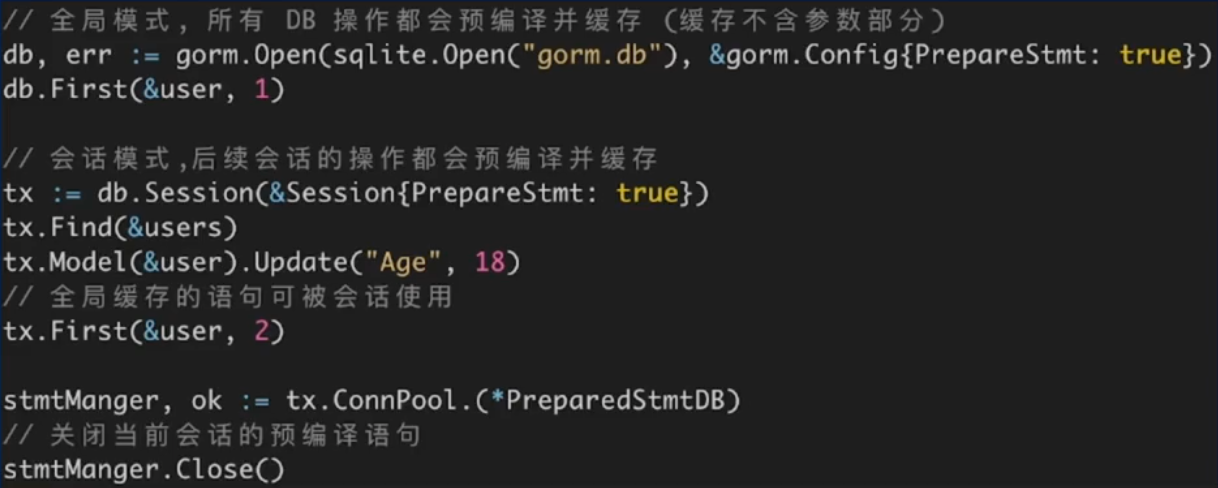 // 全局模式, 所有 DB 操作都会预编译并缓存 (缓存不含参数部分)
db, err := gorm.Open(sqlite.Open("gorm.db"), &gorm.Config{PrepareStmt: true})
db.First(&user, 1)

// 会话模式,后续会话的操作都会预编译并缓存
tx := db.Session(&Session{PrepareStmt: true})
tx.Find(&users)
tx.Model(&user).Update("Age", 18)
// 全局缓存的语句可被会话使用
tx.First(&user, 2)

stmtManger, ok := tx.ConnPool.(*PreparedStmtDB)
// 关闭当前会话的预编译语句
stmtManger.Close()